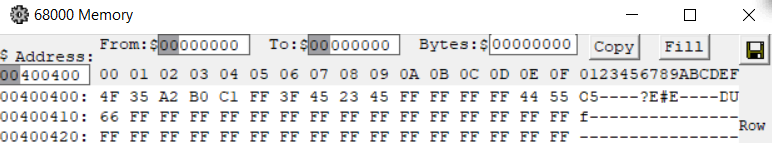 68000 Memory
From:$00000000 To:$00000000 Bytes:$00000000 Copy Fill
$ Address:
00400400 00 01 02 03 04 05 06 07 08 09 0A 0B 0C 0D 0E 0F 0123456789ABCDEF
00400400: 4F 35 A2 B0 C1 FF 3F 45 23 45 FF FF FF FF 44 55 O5----?E#E----DU
00400410: 66 FF FF FF FF FF FF FF FF FF FF FF FF FF FF FF f---------------
Row
00400420: FF FF FF FF FF FF FF FF FF FF FF FF FF FF FF FF ----------------